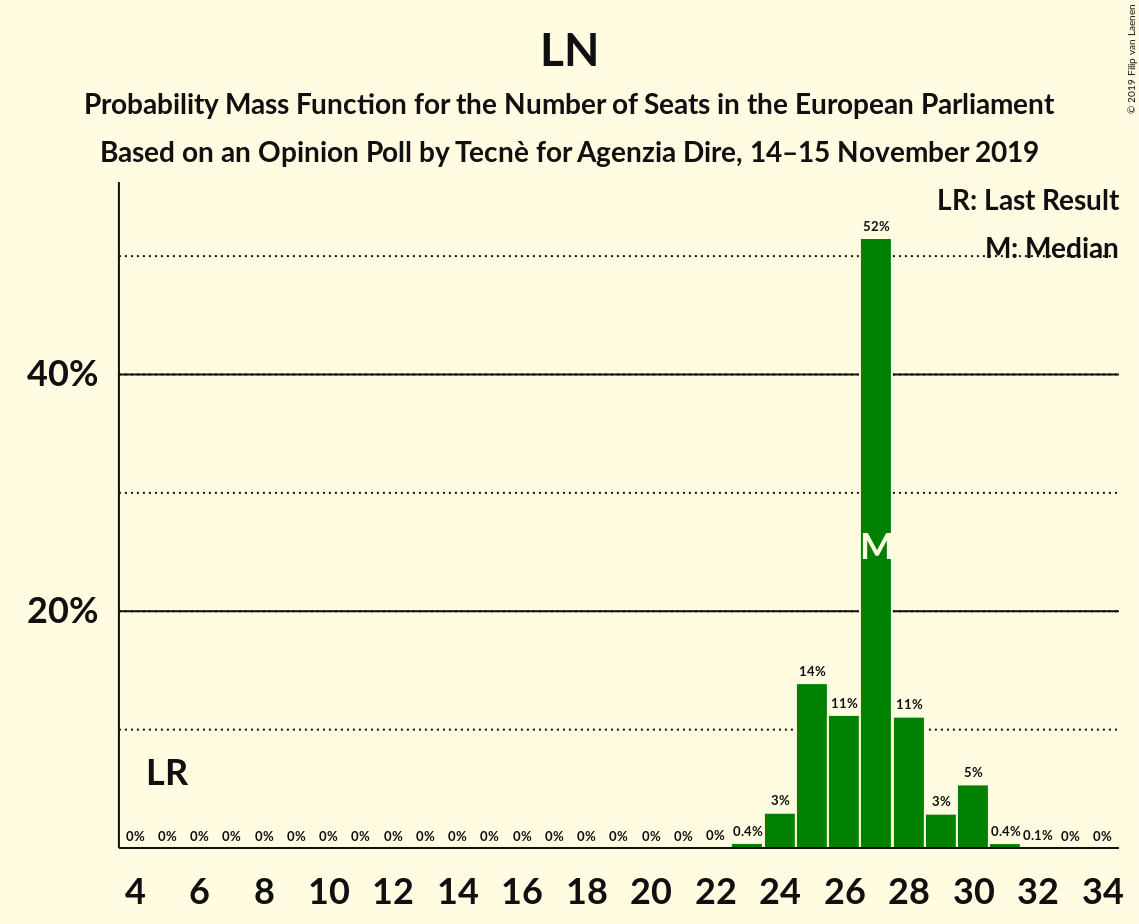 LN
Probability Mass Function for the Number of Seats in the European Parliament
Based on an Opinion Poll by Tecnè for Agenzia Dire, 14–15 November 2019
© 2019 Filip van Laenen
LR: Last Result
M: Median
52%
40%
M
20%
14%
11%
11%
LR
5%
3%
3%
0% 0% 0% 0% 0% 0% 0% 0% 0% 0% 0% 0% 0% 0% 0% 0% 0% 0% 0% 0.4% 0.4% 0.1% 0% 0%
4 6 8 10 12 14 16 18 20 22 24 26 28 30 32 34